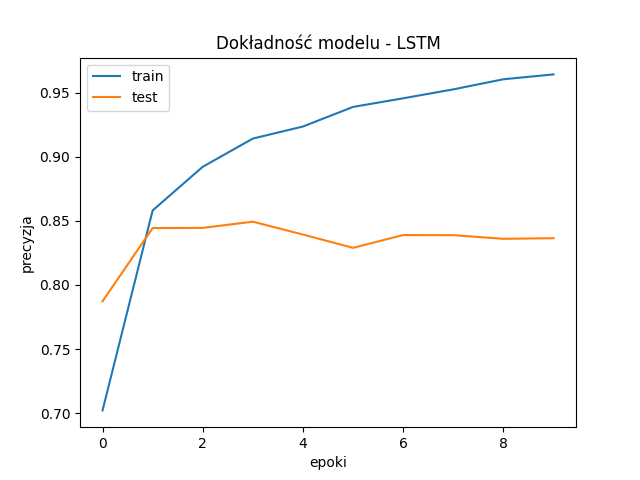 Dokładność modelu - LSTM
train
test
precyzja
0.95
0.90
0.85
0.80
0.75
0.70
0 2 4 6 8
epoki